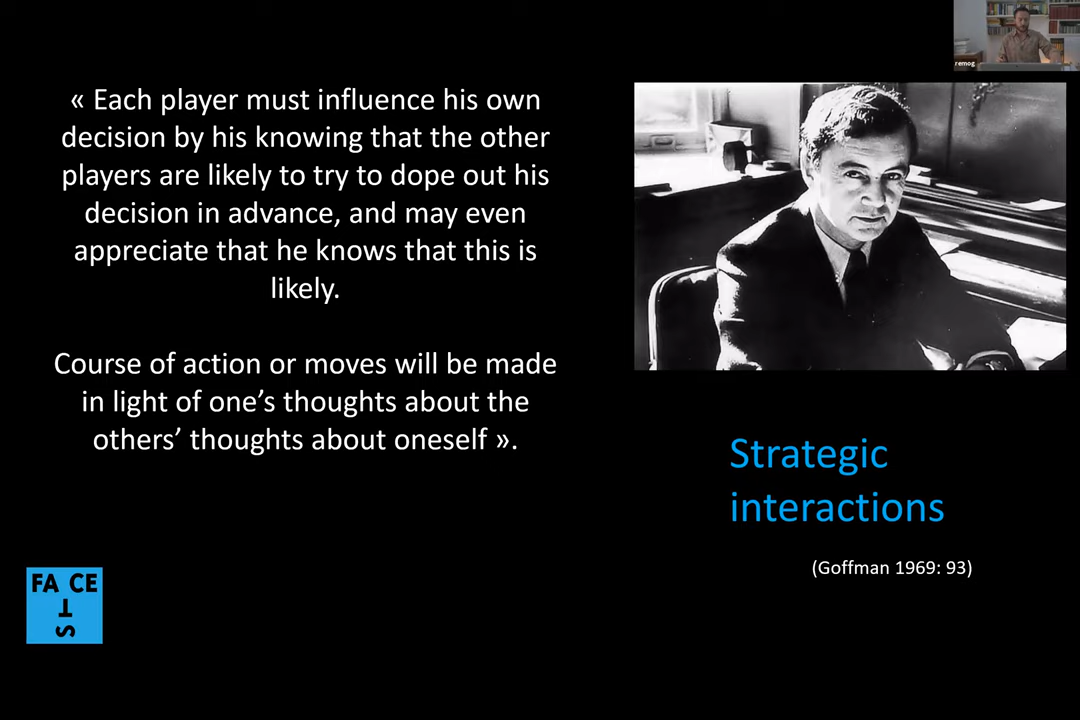 remog
« Each player must influence his own
decision by his knowing that the other
players are likely to try to dope out his
decision in advance, and may even
appreciate that he knows that this is
likely.
Course of action or moves will be made
in light of one's thoughts about the
others' thoughts about oneself ».
Strategic
interactions
(Goffman 1969: 93)
FA CE
T
S